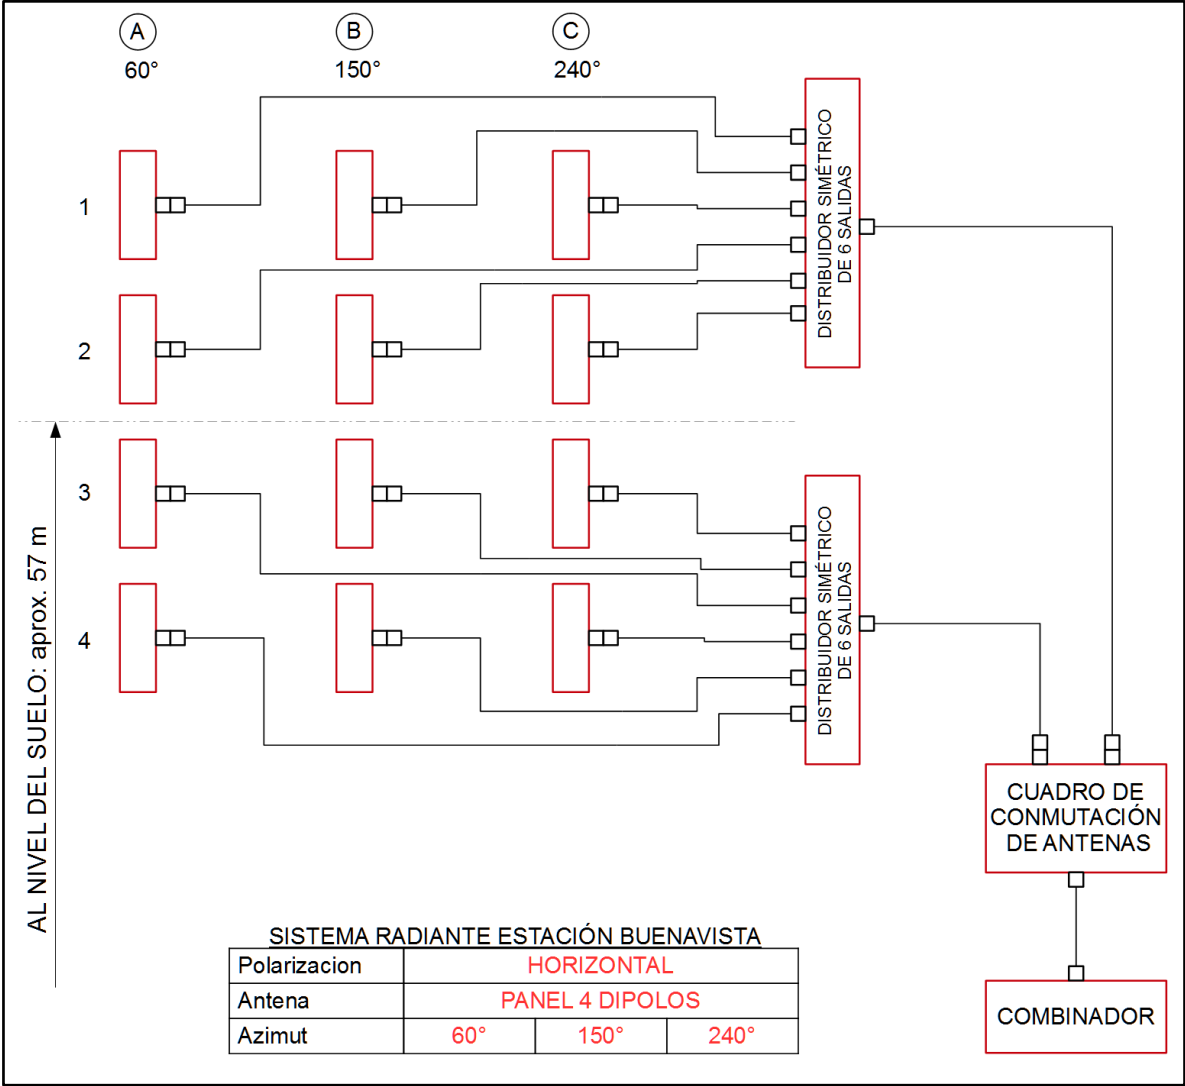 A B C
60° 150° 240°
1
2
3
4
DISTRIBUIDOR SIMÉTRICO
DE 6 SALIDAS
DISTRIBUIDOR SIMÉTRICO
DE 6 SALIDAS
AL NIVEL DEL SUELO: aprox. 57 m
CUADRO DE
CONMUTACIÓN
DE ANTENAS
COMBINADOR
SISTEMA RADIANTE ESTACIÓN BUENAVISTA
Polarizacion HORIZONTAL
Antena PANEL 4 DIPOLOS
Azimut 60° 150° 240°